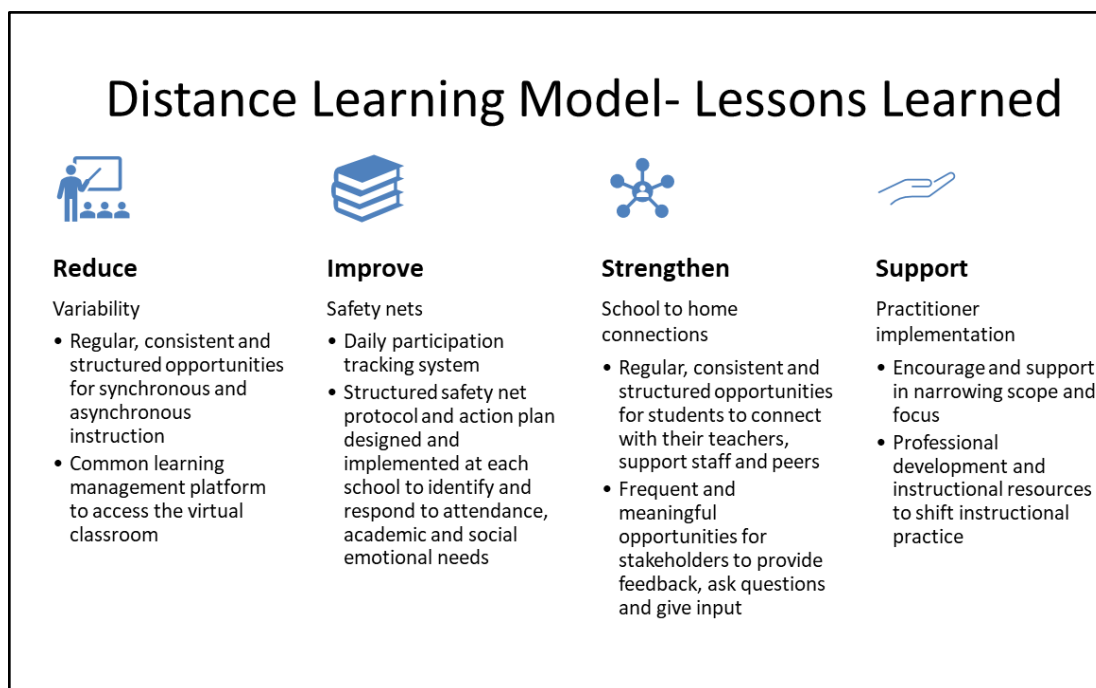 Distance Learning Model- Lessons Learned
Reduce
Variability
• Regular, consistent and
structured opportunities
for synchronous and
asynchronous
instruction
• Common learning
management platform
to access the virtual
classroom
Improve
Safety nets
• Daily participation
tracking system
• Structured safety net
protocol and action plan
designed and
implemented at each
school to identify and
respond to attendance,
academic and social
emotional needs
Strengthen
School to home
connections
• Regular, consistent and
structured opportunities
for students to connect
with their teachers,
support staff and peers
• Frequent and
meaningful
opportunities for
stakeholders to provide
feedback, ask questions
and give input
Support
Practitioner
implementation
• Encourage and support
in narrowing scope and
focus
• Professional
development and
instructional resources
to shift instructional
practice